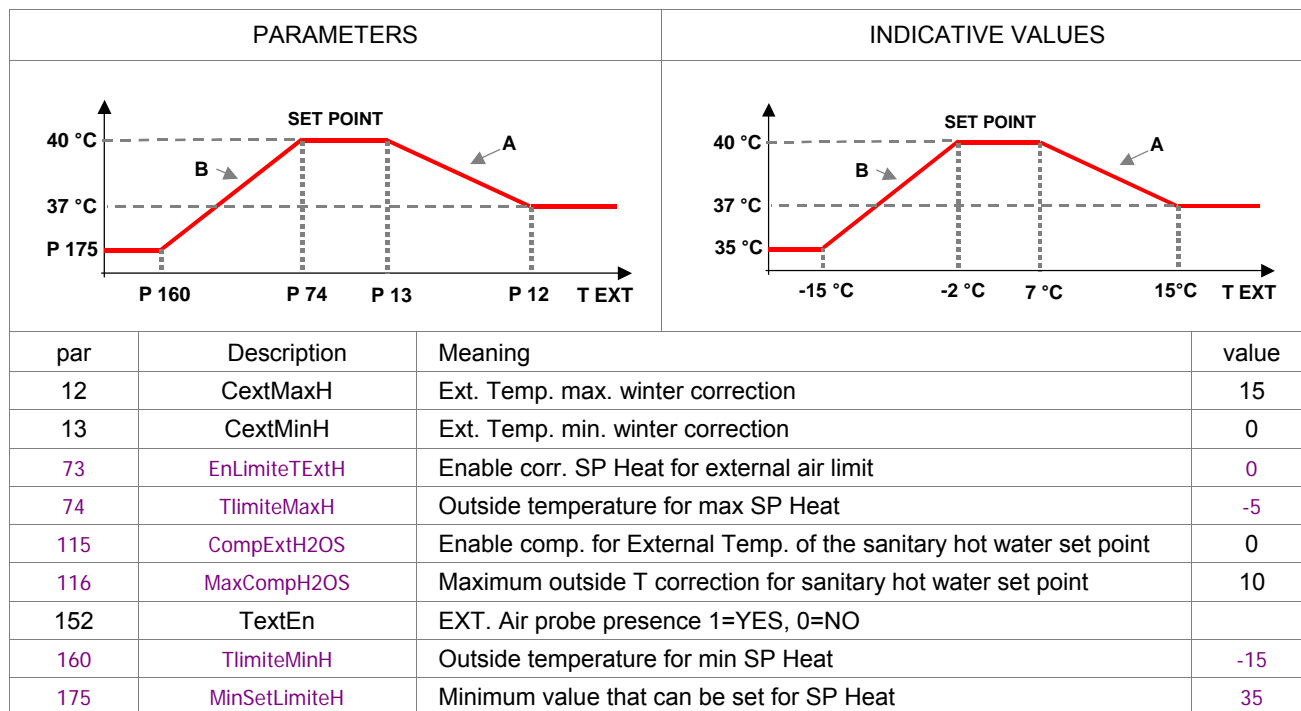 PARAMETERS
INDICATIVE VALUES
SET POINT
40 °C
A
B
37 °C
P 175
P 160 P 74 P 13 P 12 T EXT
SET POINT
40 °C
A
B
37 °C
35 °C
-15 °C -2 °C 7 °C 15°C T EXT
par Description Meaning value
12 CextMaxH Ext. Temp. max. winter correction 15
13 CextMinH Ext. Temp. min. winter correction 0
73 EnLimiteTExtH Enable corr. SP Heat for external air limit 0
74 TlimiteMaxH Outside temperature for max SP Heat -5
115 CompExtH2OS Enable comp. for External Temp. of the sanitary hot water set point 0
116 MaxCompH2OS Maximum outside T correction for sanitary hot water set point 10
152 TextEn EXT. Air probe presence 1=YES, 0=NO
160 TlimiteMinH Outside temperature for min SP Heat -15
175 MinSetLimiteH Minimum value that can be set for SP Heat 35